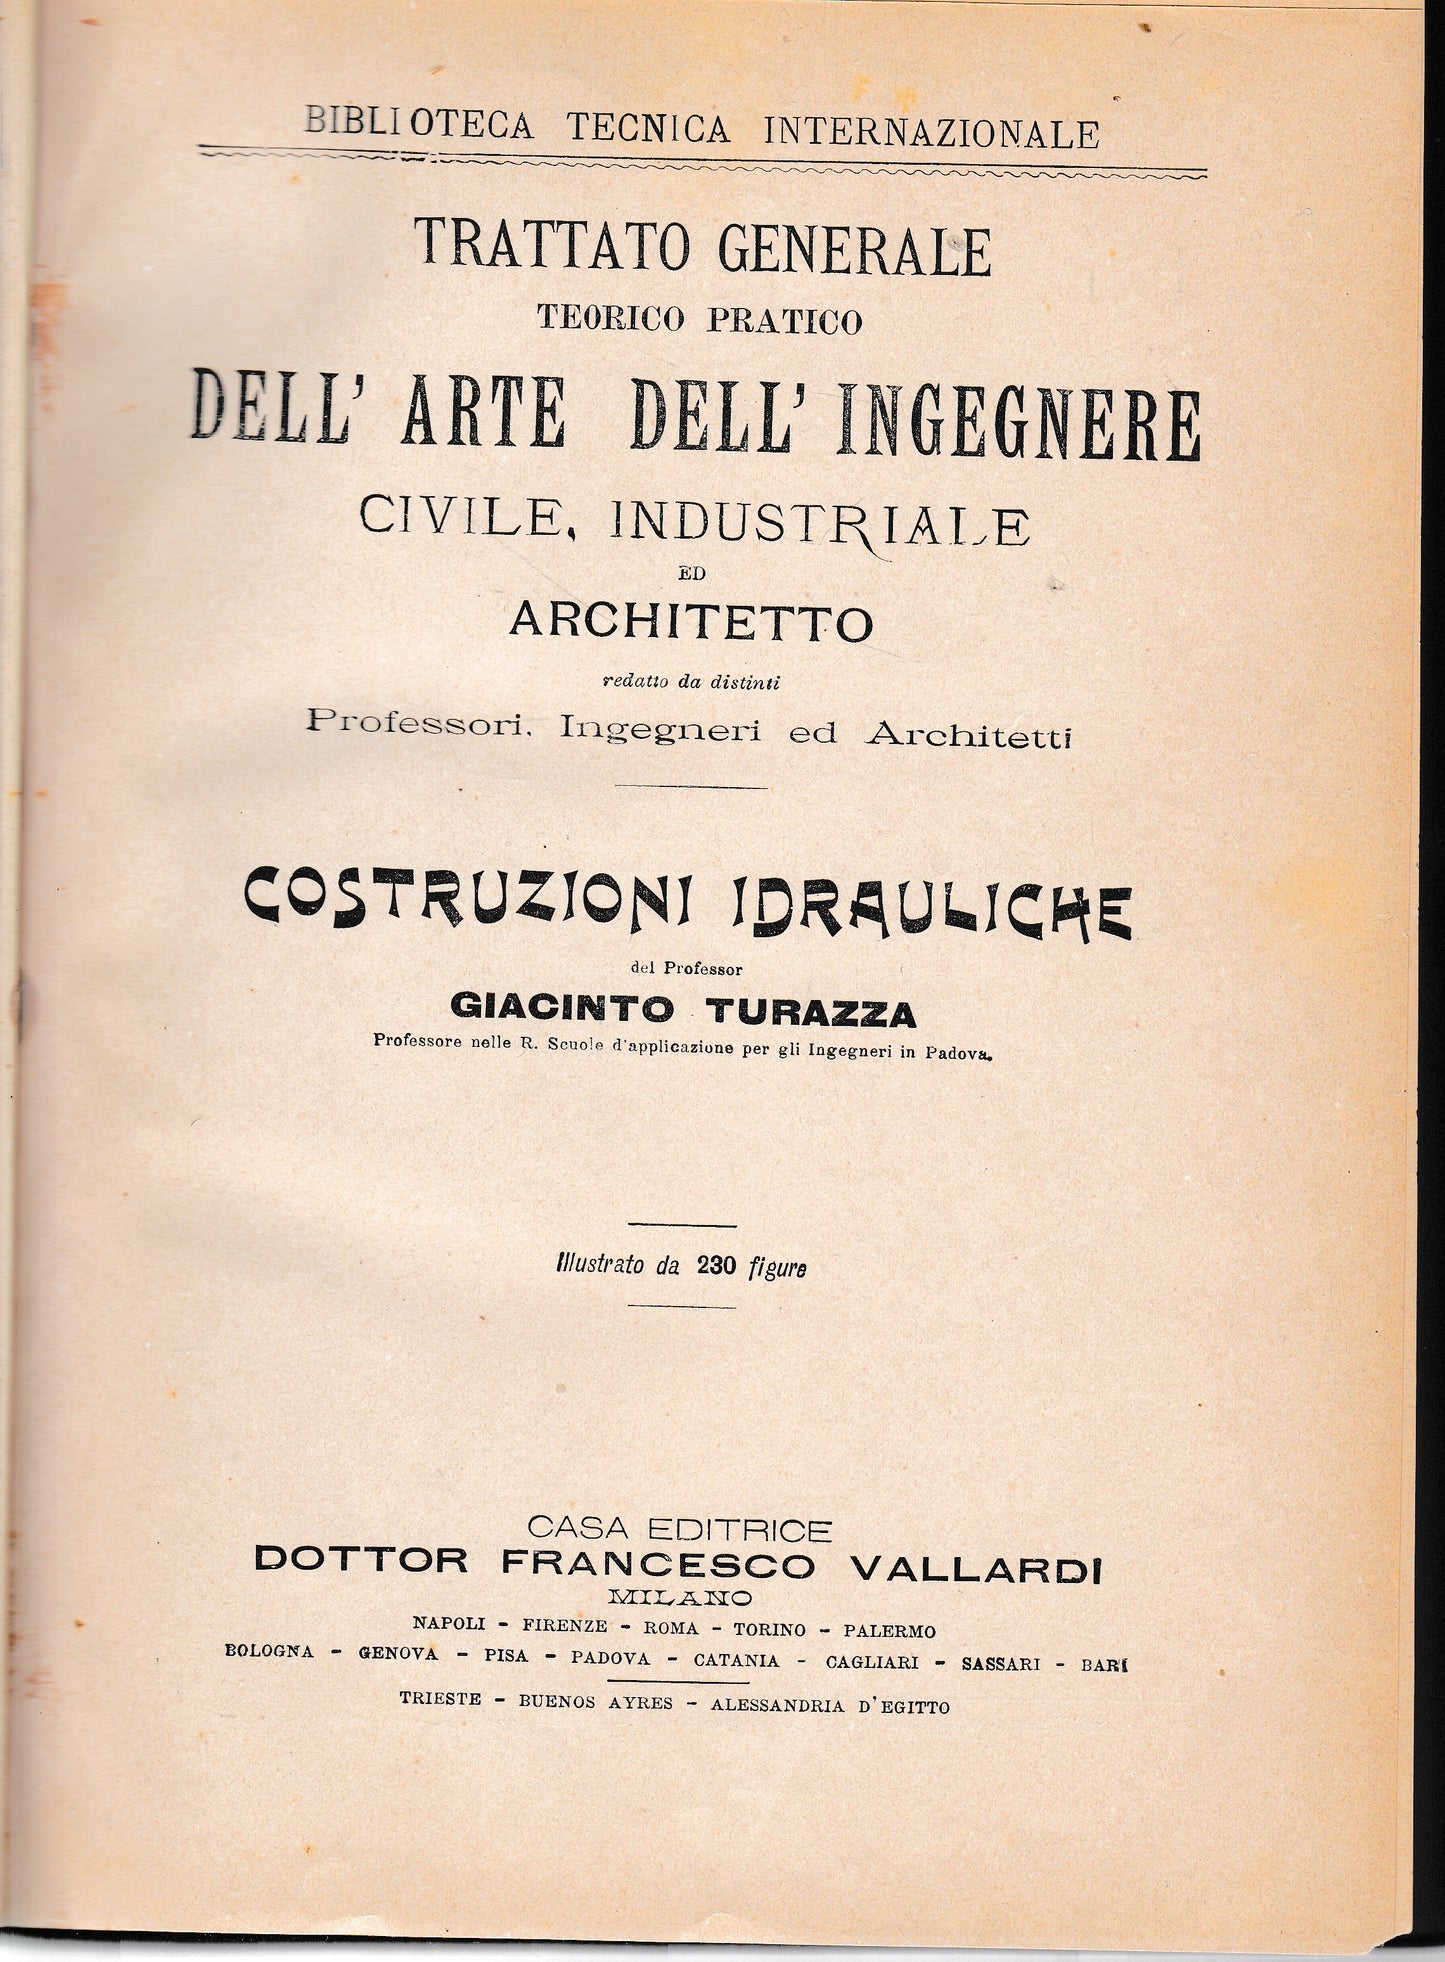 BIBLIOTECA TECNICA INTERNAZIONALE
TRATTATO GENERALE
TEORICO PRATICO
DELL' ARTE DELL' INGEGNERE
CIVILE, INDUSTRIALE
ED
ARCHITETTO
redatto da distinti
Professori, Ingegneri ed Architetti
COSTRUZIONI IDRAULICHE
del Professor
GIACINTO TURAZZA
Professore nelle R. Scuole d'applicazione per gli Ingegneri in Padova.
Illustrato da 230 figure
CASA EDITRICE
DOTTOR FRANCESCO VALLARDI
MILANO
NAPOLI - FIRENZE - ROMA - TORINO - PALERMO
BOLOGNA - GENOVA - PISA - PADOVA - CATANIA - CAGLIARI - SASSARI - BARI
TRIESTE - BUENOS AYRES - ALESSANDRIA D'EGITTO